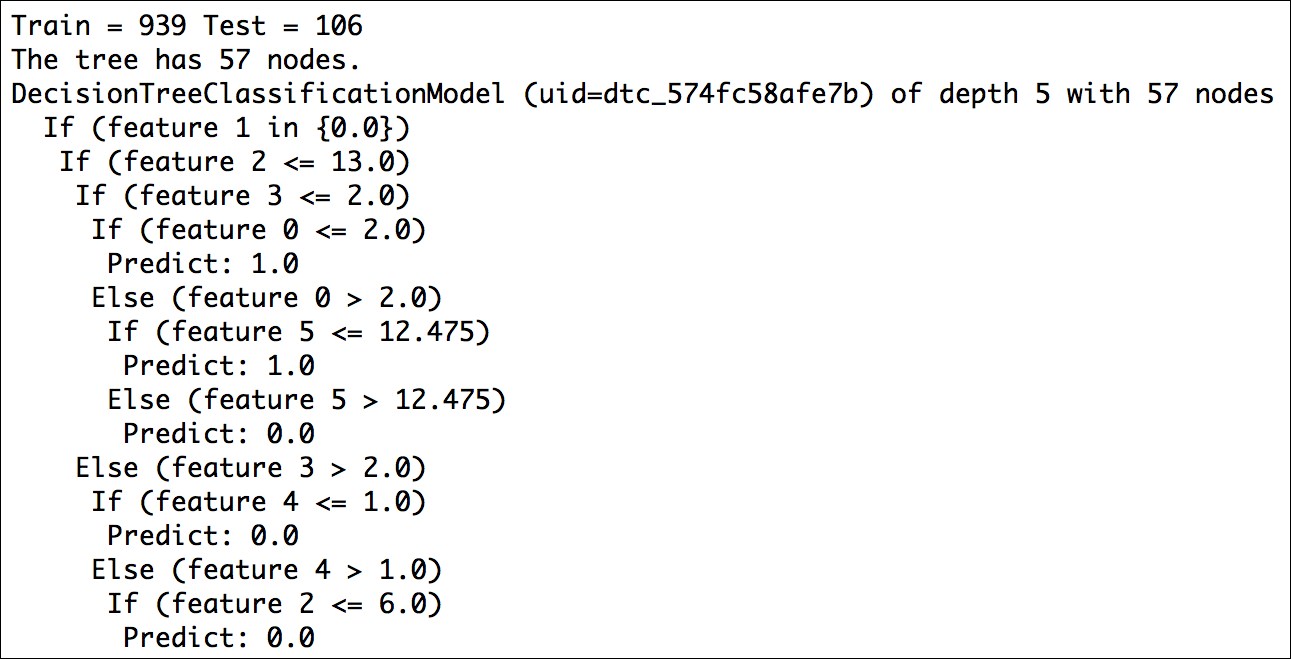 Train = 939 Test = 106
The tree has 57 nodes.
DecisionTreeClassificationModel (uid=dtc_574fc58afe7b) of depth 5 with 57 nodes
  If (feature 1 in {0.0})
   If (feature 2 <= 13.0)
    If (feature 3 <= 2.0)
     If (feature 0 <= 2.0)
      Predict: 1.0
     Else (feature 0 > 2.0)
      If (feature 5 <= 12.475)
       Predict: 1.0
      Else (feature 5 > 12.475)
       Predict: 0.0
    Else (feature 3 > 2.0)
     If (feature 4 <= 1.0)
      Predict: 0.0
     Else (feature 4 > 1.0)
      If (feature 2 <= 6.0)
       Predict: 0.0